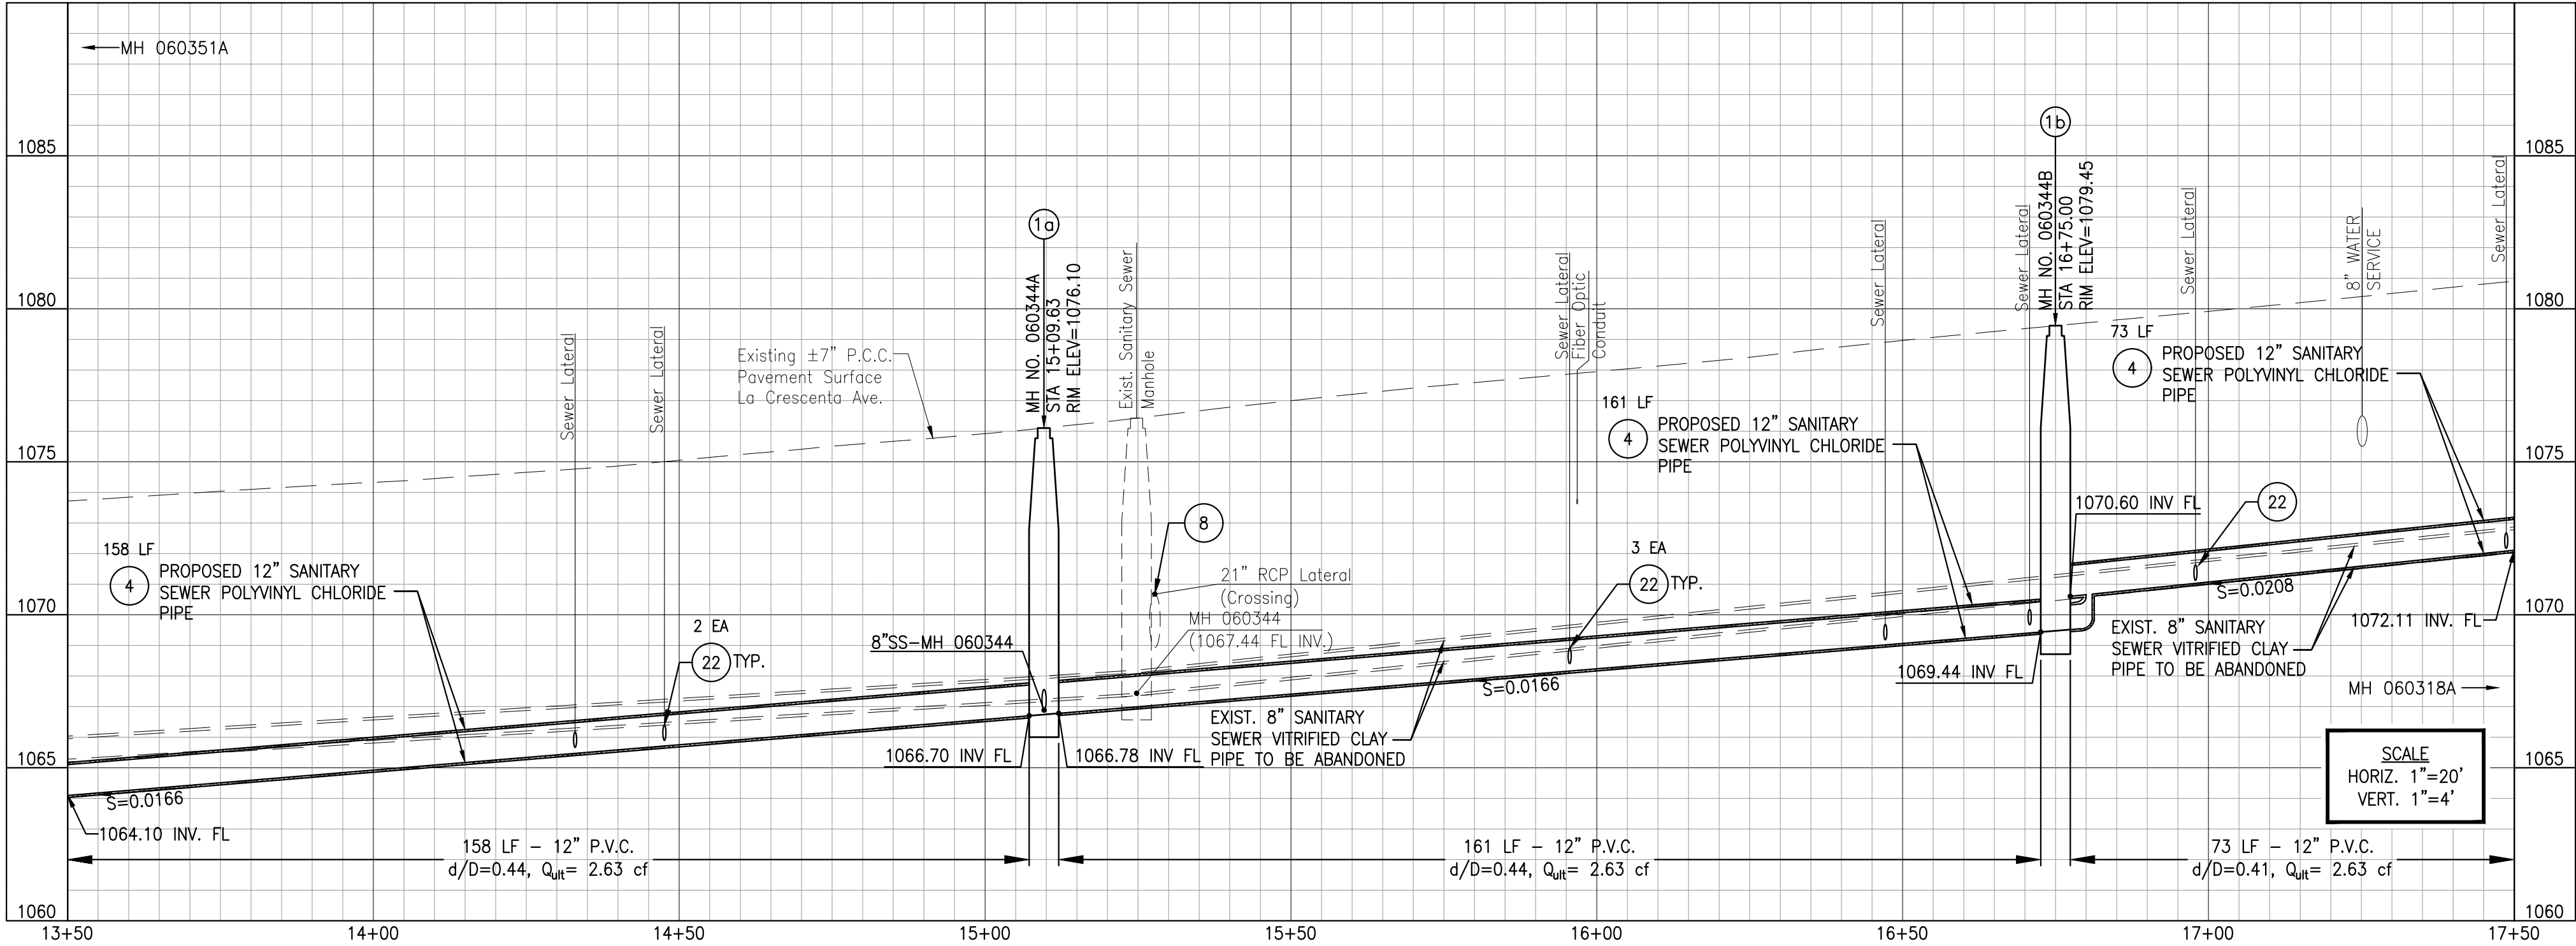 MH 060351A
1085
1080
1075
1070
1065
1060
1085
1080
1075
1070
1065
1060
1a
MH NO. 060344A
STA 15+09.63
RIM ELEV=1076.10
1b
MH NO. 060344B
STA 16+75.00
RIM ELEV=1079.45
Sewer Lateral
Sewer Lateral
Existing ±7" P.C.C.
Pavement Surface
La Crescenta Ave.
Exist. Sanitary Sewer
Manhole
Sewer Lateral
Fiber Optic
Conduit
Sewer Lateral
Sewer Lateral
Sewer Lateral
8" WATER
SERVICE
Sewer Lateral
158 LF
4
PROPOSED 12" SANITARY
SEWER POLYVINYL CHLORIDE
PIPE
2 EA
22 TYP.
8"SS-MH 060344
8
21" RCP Lateral
(Crossing)
MH 060344
(1067.44 FL INV.)
161 LF
4
PROPOSED 12" SANITARY
SEWER POLYVINYL CHLORIDE
PIPE
3 EA
22 TYP.
73 LF
4
PROPOSED 12" SANITARY
SEWER POLYVINYL CHLORIDE
PIPE
1070.60 INV FL
22
S=0.0166
1064.10 INV. FL
1066.70 INV FL
1066.78 INV FL
EXIST. 8" SANITARY
SEWER VITRIFIED CLAY
PIPE TO BE ABANDONED
S=0.0166
1069.44 INV FL
S=0.0208
EXIST. 8" SANITARY
SEWER VITRIFIED CLAY
PIPE TO BE ABANDONED
1072.11 INV. FL
MH 060318A
SCALE
HORIZ. 1"=20'
VERT. 1"=4'
158 LF - 12" P.V.C.
d/D=0.44, Qult= 2.63 cf
161 LF - 12" P.V.C.
d/D=0.44, Qult= 2.63 cf
73 LF - 12" P.V.C.
d/D=0.41, Qult= 2.63 cf
13+50 14+00 14+50 15+00 15+50 16+00 16+50 17+00 17+50